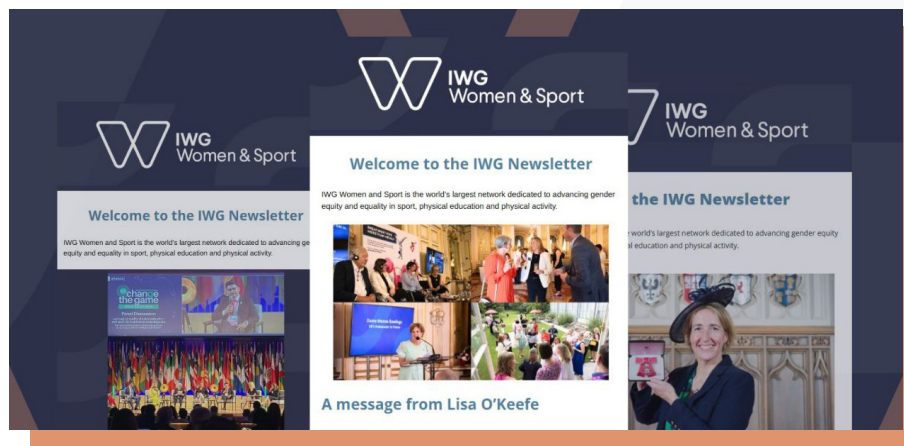 IWG
Women & Sport
Welcome to the IWG Newsletter
IWG Women and Sport is the world's largest network dedicated to advancing ge
equity and equality in sport, physical education and physical activity.
change
the game
IWG
Women & Sport
Welcome to the IWG Newsletter
IWG Women and Sport is the world's largest network dedicated to advancing gender
equity and equality in sport, physical education and physical activity.
A message from Lisa O'Keefe
IWG
Women & Sport
the IWG Newsletter
world's largest network dedicated to advancing gender equity
al education and physical activity.